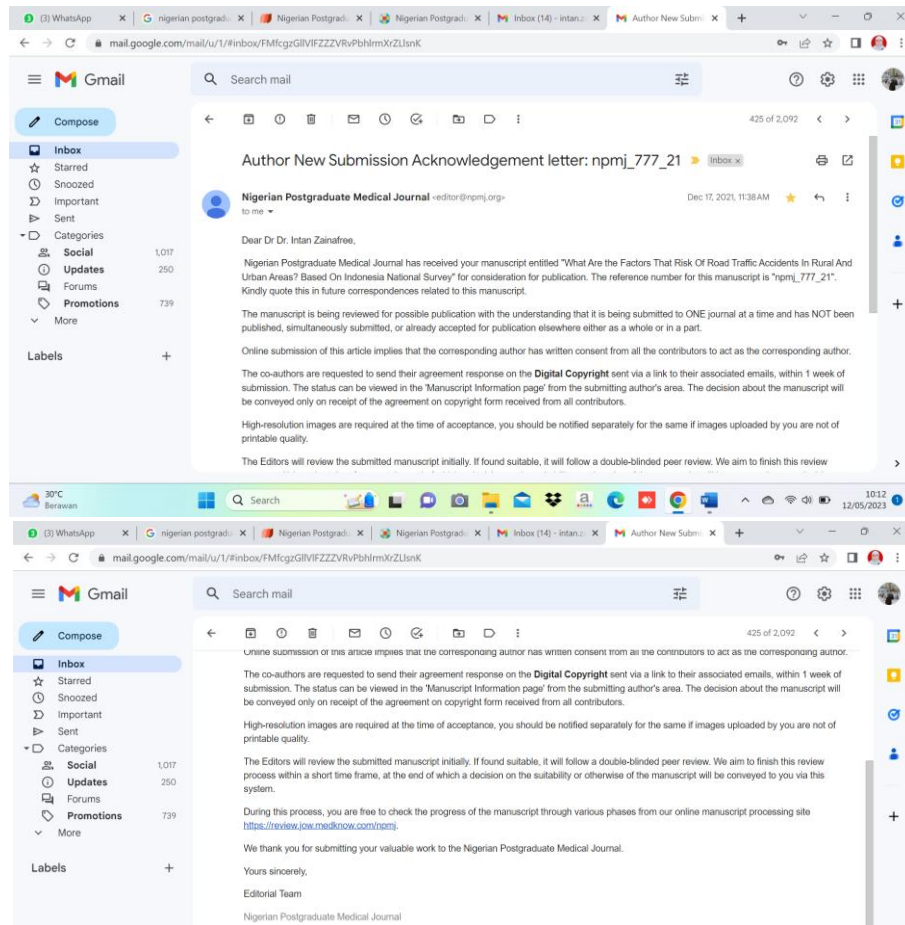 (3) WhatsApp
nigerian postgradu
Nigerian Postgradu
Nigerian Postgradu
Inbox (14) - intan.z
Author New Submi
mail.google.com/mail/u/1/#inbox/FMfcgzGllVlFZZZVRvPbhlrmXrZLlsnK
Gmail
Search mail
Compose
425 of 2,092
Inbox
Starred
Snoozed
Important
Sent
Categories
Social 1,017
Updates 250
Forums
Promotions 739
More
Labels
Author New Submission Acknowledgement letter: npmj_777_21 Inbox x
Nigerian Postgraduate Medical Journal <editor@npmj.org> Dec 17, 2021, 11:38 AM
to me
Dear Dr Dr. Intan Zainafree,
Nigerian Postgraduate Medical Journal has received your manuscript entitled "What Are the Factors That Risk Of Road Traffic Accidents In Rural And
Urban Areas? Based On Indonesia National Survey" for consideration for publication. The reference number for this manuscript is "npmj_777_21".
Kindly quote this in future correspondences related to this manuscript.
The manuscript is being reviewed for possible publication with the understanding that it is being submitted to ONE journal at a time and has NOT been
published, simultaneously submitted, or already accepted for publication elsewhere either as a whole or in a part.
Online submission of this article implies that the corresponding author has written consent from all the contributors to act as the corresponding author.
The co-authors are requested to send their agreement response on the Digital Copyright sent via a link to their associated emails, within 1 week of
submission. The status can be viewed in the 'Manuscript Information page' from the submitting author's area. The decision about the manuscript will
be conveyed only on receipt of the agreement on copyright form received from all contributors.
High-resolution images are required at the time of acceptance, you should be notified separately for the same if images uploaded by you are not of
printable quality.
The Editors will review the submitted manuscript initially. If found suitable, it will follow a double-blinded peer review. We aim to finish this review
30°C
Berawan
Search
10:12
12/05/2023
(3) WhatsApp
nigerian postgradu
Nigerian Postgradu
Nigerian Postgradu
Inbox (14) - intan.z
Author New Submi
mail.google.com/mail/u/1/#inbox/FMfcgzGllVlFZZZVRvPbhlrmXrZLlsnK
Gmail
Search mail
Compose
425 of 2,092
Inbox
Starred
Snoozed
Important
Sent
Categories
Social 1,017
Updates 250
Forums
Promotions 739
More
Labels
Online submission of this article implies that the corresponding author has written consent from all the contributors to act as the corresponding author.
The co-authors are requested to send their agreement response on the Digital Copyright sent via a link to their associated emails, within 1 week of
submission. The status can be viewed in the 'Manuscript Information page' from the submitting author's area. The decision about the manuscript will
be conveyed only on receipt of the agreement on copyright form received from all contributors.
High-resolution images are required at the time of acceptance, you should be notified separately for the same if images uploaded by you are not of
printable quality.
The Editors will review the submitted manuscript initially. If found suitable, it will follow a double-blinded peer review. We aim to finish this review
process within a short time frame, at the end of which a decision on the suitability or otherwise of the manuscript will be conveyed to you via this
system.
During this process, you are free to check the progress of the manuscript through various phases from our online manuscript processing site
https://review.jow.medknow.com/npmj.
We thank you for submitting your valuable work to the Nigerian Postgraduate Medical Journal.
Yours sincerely,
Editorial Team
Nigerian Postgraduate Medical Journal